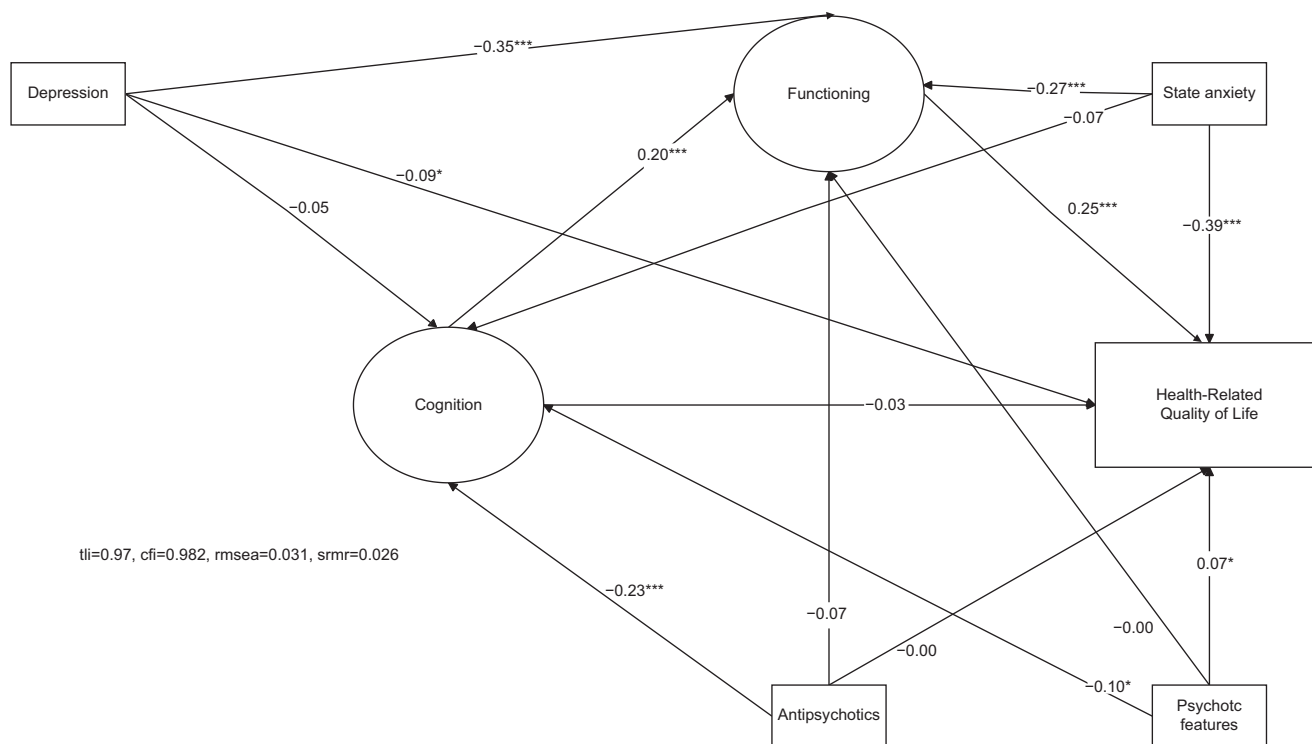 −0.35***
Depression
Functioning
−0.27***
State anxiety
−0.07
0.20***
−0.09*
−0.05
0.25***
−0.39***
Cognition
−0.03
Health-Related
Quality of Life
tli=0.97, cfi=0.982, rmsea=0.031, srmr=0.026
0.07*
−0.23***
−0.07
−0.00
−0.00
−0.10*
Antipsychotics
Psychotc
features